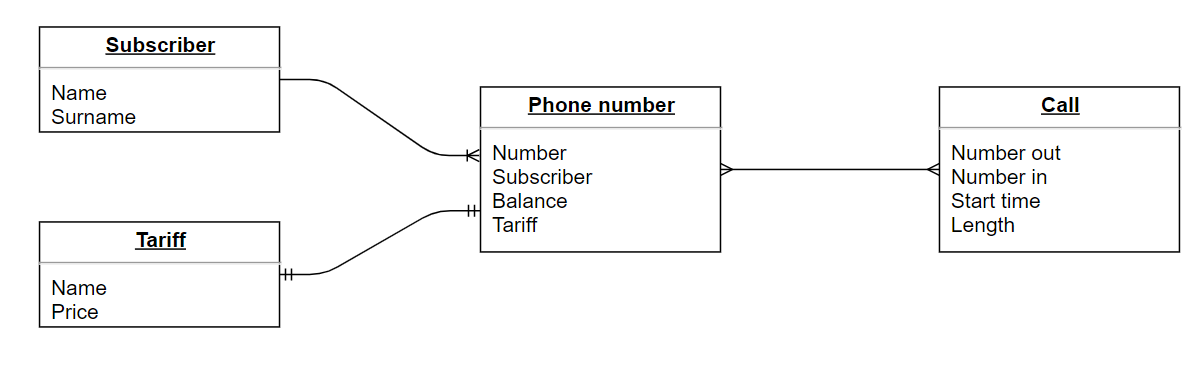 Subscriber
Name
Surname
Tariff
Name
Price
Phone number
Number
Subscriber
Balance
Tariff
Call
Number out
Number in
Start time
Length